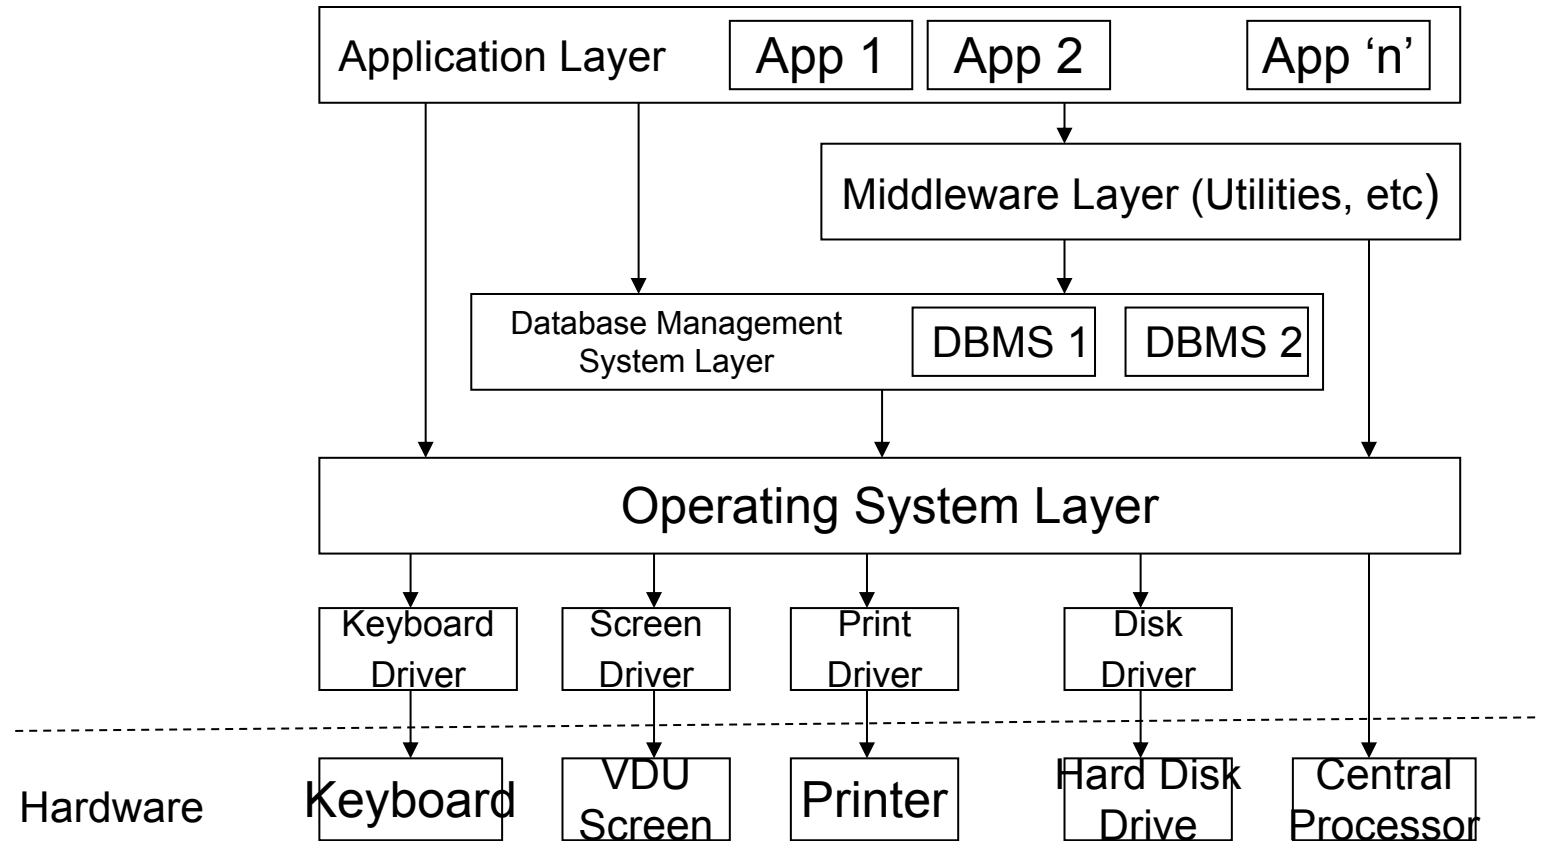 Application Layer
App 1
App 2
App ‘n’
Middleware Layer (Utilities, etc)
Database Management
System Layer
DBMS 1
DBMS 2
Operating System Layer
Keyboard
Driver
Screen
Driver
Print
Driver
Disk
Driver
Hardware
Keyboard
VDU
Screen
Printer
Hard Disk
Drive
Central
Processor